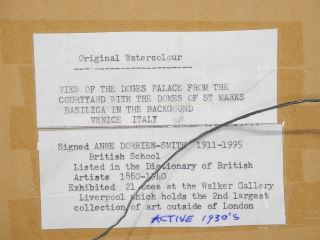 Original Watercolour
VIEW OF THE DOGES PALACE FROM THE
COURTYARD WITH THE DOMES OF ST MARKS
BASILICA IN THE BACKGOUND
VENICE ITALY
Signed ANNE DORRIEN-SMITH 1911-1995
British School
Listed in the Dictionary of British
Artists 1880-1940
Exhibited 21 imes at the Walker Gallery
Liverpool which holds the 2nd largest
collection of art outside of London
ACTIVE 1930'S